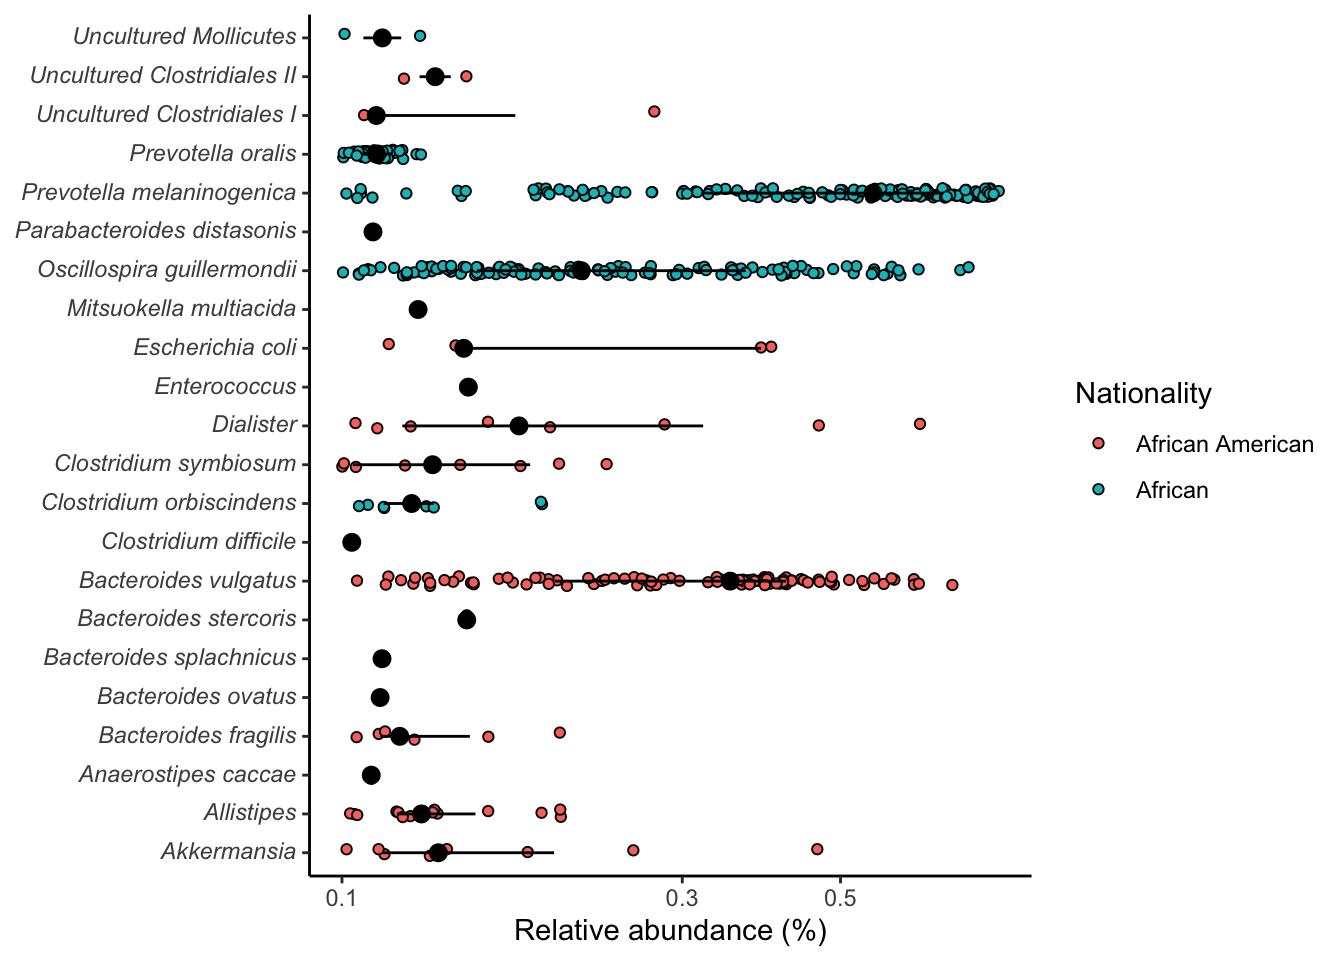 Uncultured Mollicutes
Uncultured Clostridiales II
Uncultured Clostridiales I
Prevotella oralis
Prevotella melaninogenica
Parabacteroides distasonis
Oscillospira guillermondii
Mitsuokella multiacida
Escherichia coli
Enterococcus
Dialister
Clostridium symbiosum
Clostridium orbiscindens
Clostridium difficile
Bacteroides vulgatus
Bacteroides stercoris
Bacteroides splachnicus
Bacteroides ovatus
Bacteroides fragilis
Anaerostipes caccae
Allistipes
Akkermansia
0.1 0.3 0.5
Relative abundance (%)
Nationality
African American
African